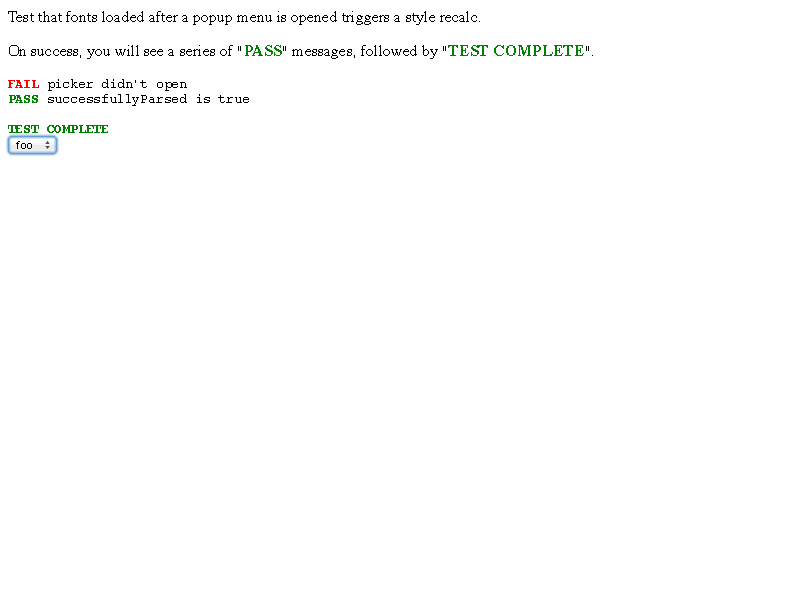 Test that fonts loaded after a popup menu is opened triggers a style recalc.
On success, you will see a series of "PASS" messages, followed by "TEST COMPLETE".
FAIL picker didn't open
PASS successfullyParsed is true
TEST COMPLETE
foo